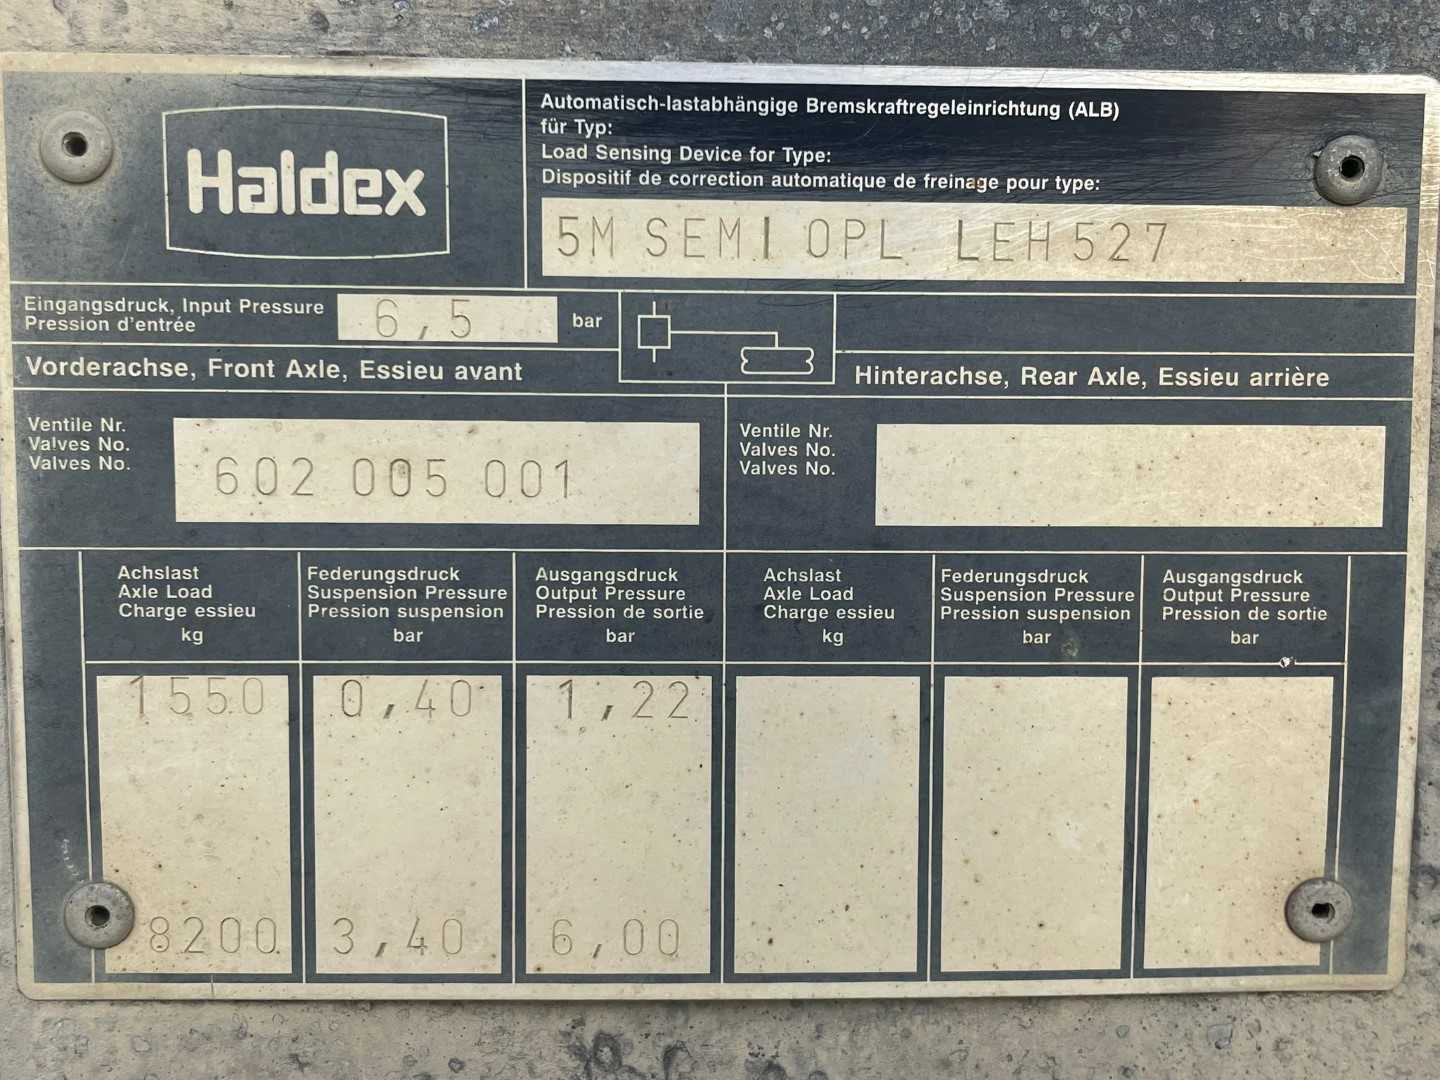 Haldex
Automatisch-lastabhängige Bremskraftregeleinrichtung (ALB)
für Typ:
Load Sensing Device for Type:
Dispositif de correction automatique de freinage pour type:
5M SEMI OPL LEH527
Eingangsdruck, Input Pressure
Pression d'entrée
6,5
bar
Vorderachse, Front Axle, Essieu avant
Hinterachse, Rear Axle, Essieu arrière
Ventile Nr.
Valves No.
Valves No.
602 005 001
Ventile Nr.
Valves No.
Valves No.
Achslast
Axle Load
Charge essieu
kg
Federungsdruck
Suspension Pressure
Pression suspension
bar
Ausgangsdruck
Output Pressure
Pression de sortie
bar
Achslast
Axle Load
Charge essieu
kg
Federungsdruck
Suspension Pressure
Pression suspension
bar
Ausgangsdruck
Output Pressure
Pression de sortie
bar
1550 0,40 1,22
8200 3,40 6,00